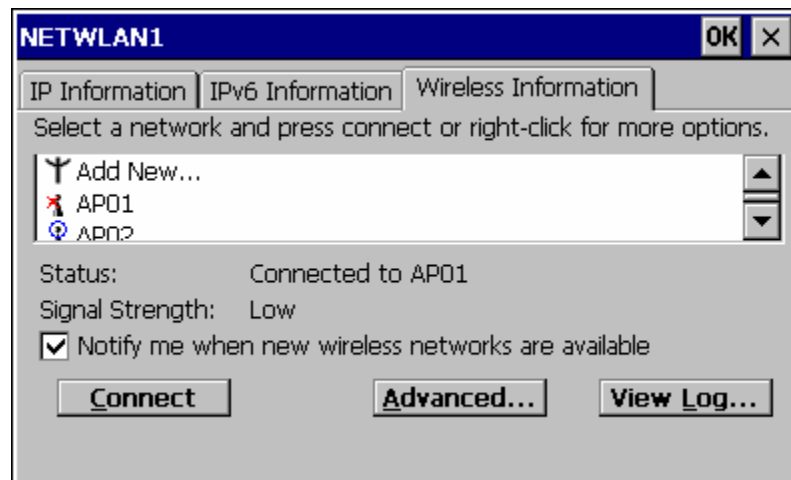 NETWLAN1 OK ×
IP Information IPv6 Information Wireless Information
Select a network and press connect or right-click for more options.
Add New...
AP01
AP02
Status: Connected to AP01
Signal Strength: Low
Notify me when new wireless networks are available
Connect Advanced... View Log...